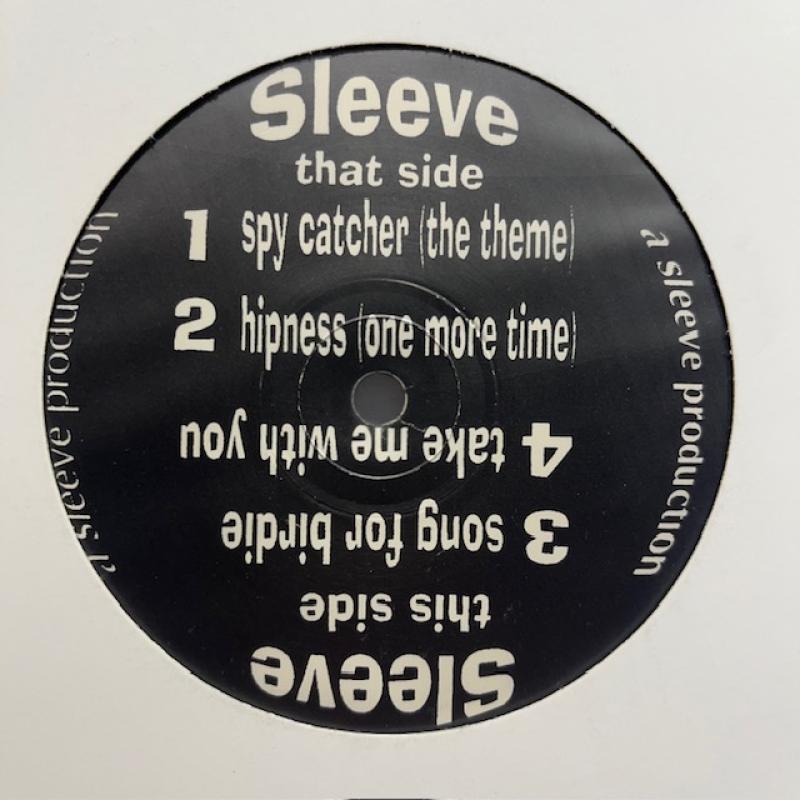 Sleeve
that side
1 spy catcher (the theme)
2 hipness (one more time)
a sleeve production
a sleeve production
Sleeve
this side
3 song for birdie
4 take me with you